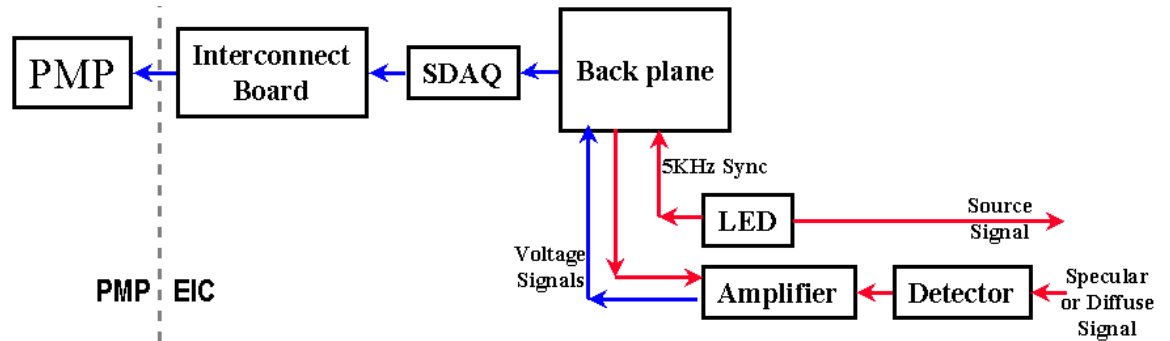 PMP
Interconnect
Board
SDAQ
Back plane
5KHz Sync
LED
Source
Signal
Voltage
Signals
Amplifier
Detector
Specular
or Diffuse
Signal
PMP
EIC